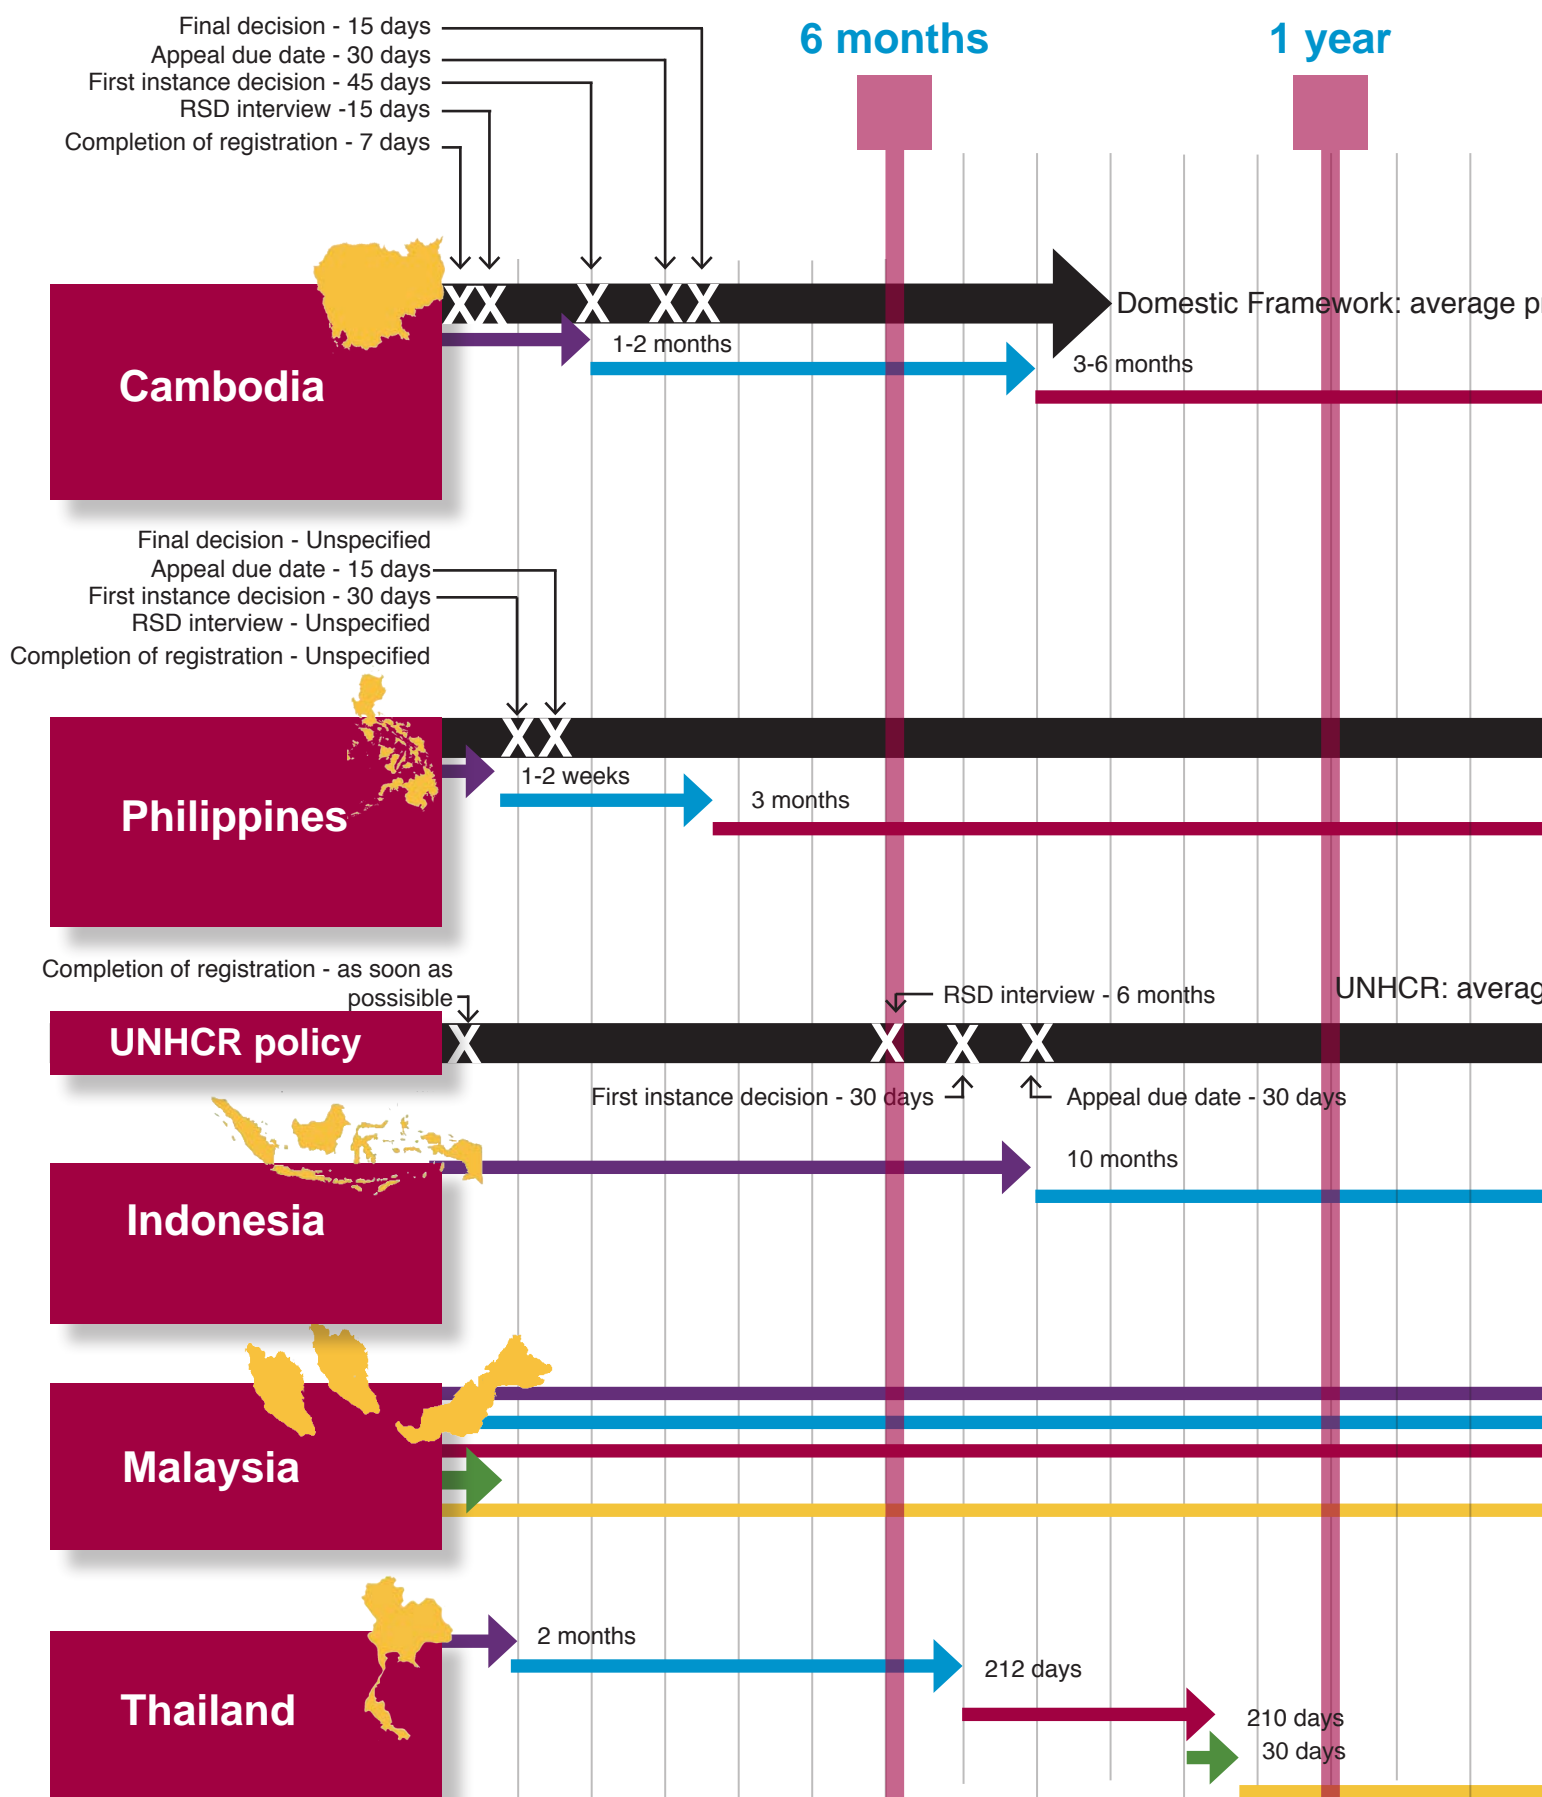 Final decision - 15 days
Appeal due date - 30 days
First instance decision - 45 days
RSD interview -15 days
Completion of registration - 7 days
6 months
1 year
X X X X X
Domestic Framework: average pr
1-2 months
3-6 months
Cambodia
Final decision - Unspecified
Appeal due date - 15 days
First instance decision - 30 days
RSD interview - Unspecified
Completion of registration - Unspecified
X X
1-2 weeks
3 months
Philippines
Completion of registration - as soon as
possisible
RSD interview - 6 months
UNHCR: averag
UNHCR policy
X X X X
First instance decision - 30 days
Appeal due date - 30 days
10 months
Indonesia
Malaysia
2 months
212 days
Thailand
210 days
30 days